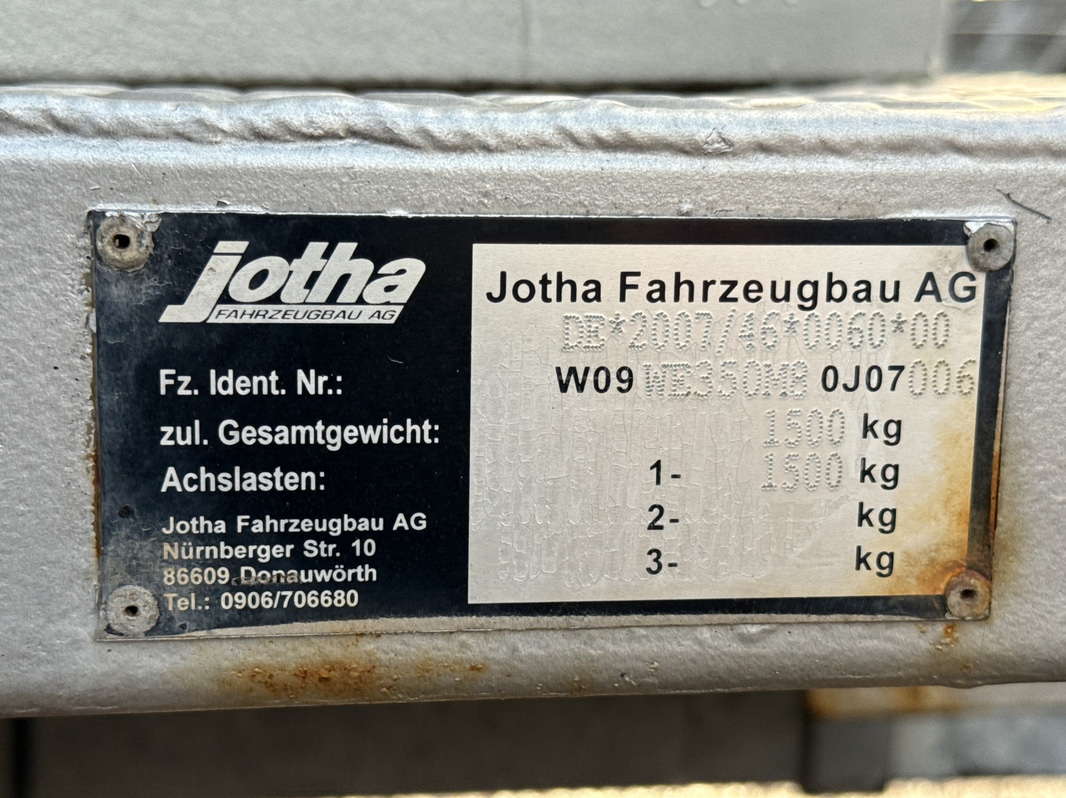 jotha
FAHRZEUGBAU AG
Jotha Fahrzeugbau AG
DE*2007/46*0060*00
Fz. Ident. Nr.: W09 WE350M8 0J07006
zul. Gesamtgewicht: 1500 kg
Achslasten: 1- 1500 kg
2- kg
3- kg
Jotha Fahrzeugbau AG
Nürnberger Str. 10
86609 Donauwörth
Tel.: 0906/706680